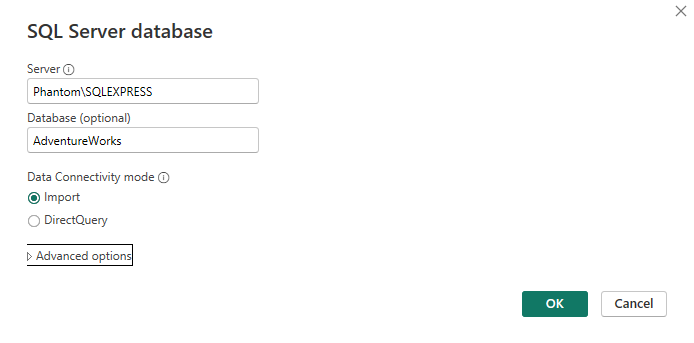 SQL Server database
Server
Phantom\SQLEXPRESS
Database (optional)
AdventureWorks
Data Connectivity mode
Import
DirectQuery
Advanced options
OK Cancel